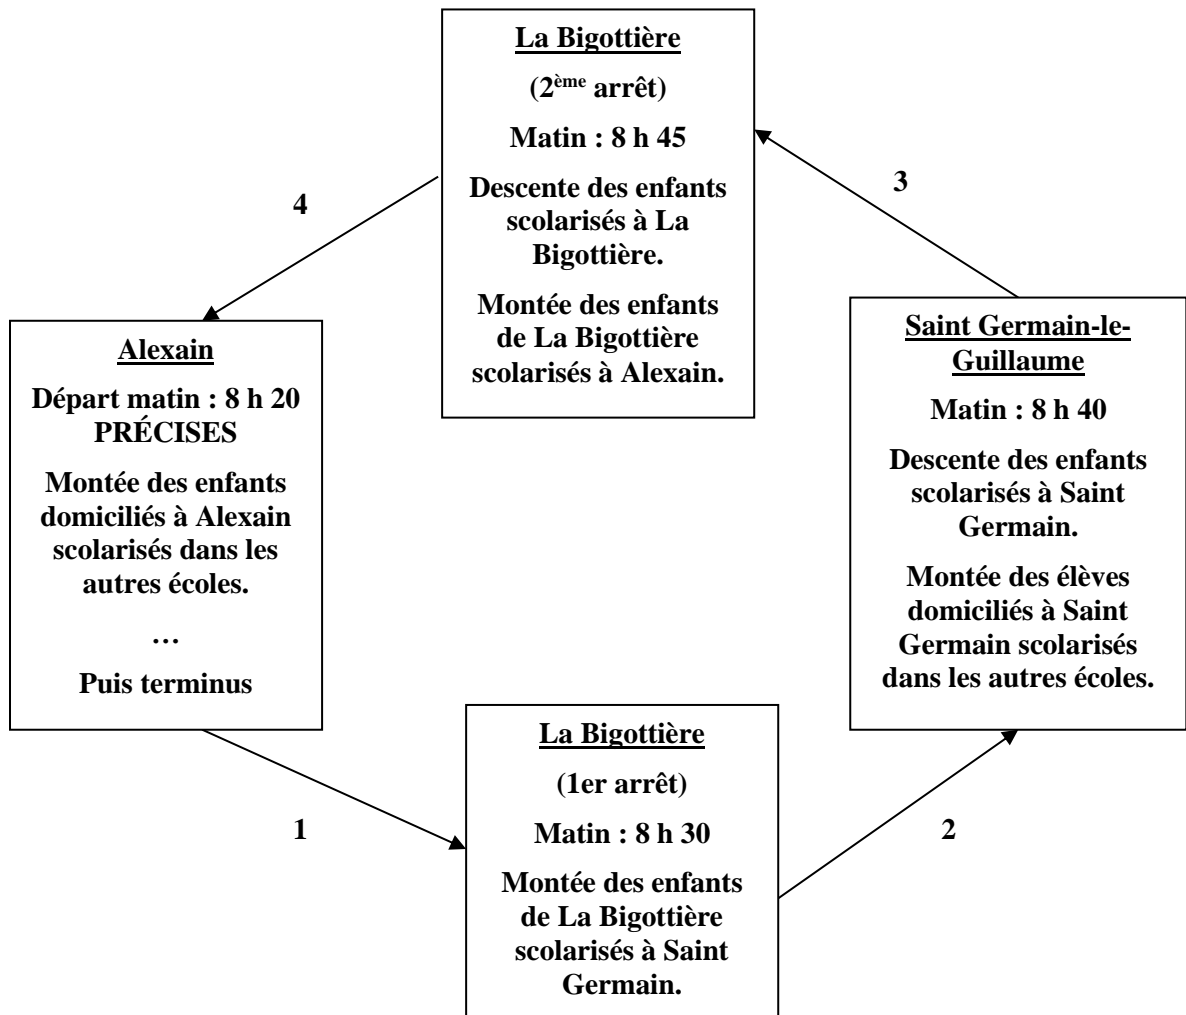 La Bigottière
(2ème arrêt)
Matin : 8 h 45
Descente des enfants
scolarisés à La
Bigottière.
Montée des enfants
de La Bigottière
scolarisés à Alexain.
4
3
Alexain
Départ matin : 8 h 20
PRÉCISES
Montée des enfants
domiciliés à Alexain
scolarisés dans les
autres écoles.
…
Puis terminus
Saint Germain-le-
Guillaume
Matin : 8 h 40
Descente des enfants
scolarisés à Saint
Germain.
Montée des élèves
domiciliés à Saint
Germain scolarisés
dans les autres écoles.
1
2
La Bigottière
(1er arrêt)
Matin : 8 h 30
Montée des enfants
de La Bigottière
scolarisés à Saint
Germain.